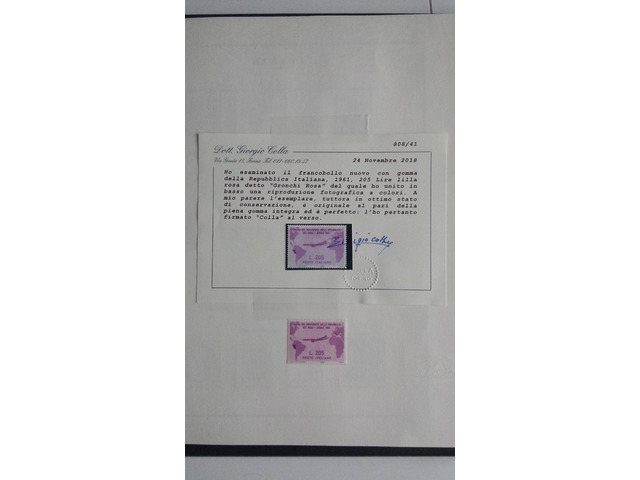 808/41
Dott. Giorgio Colla
24 Novembre 2018
Ho esaminato il francobollo nuovo con gomma
della Repubblica Italiana, 1961, 205 Lire lilla
rosa detto "Gronchi Rosa" del quale ho unito in
basso una riproduzione fotografica a colori. A
mio parere l'esemplare, tuttora in ottimo stato
di conservazione, è originale al pari della
piena gomma integra ed è perfetto: l'ho pertanto
firmato "Colla" al verso.
L. 205
POSTE ITALIANE
L. 205
POSTE ITALIANE